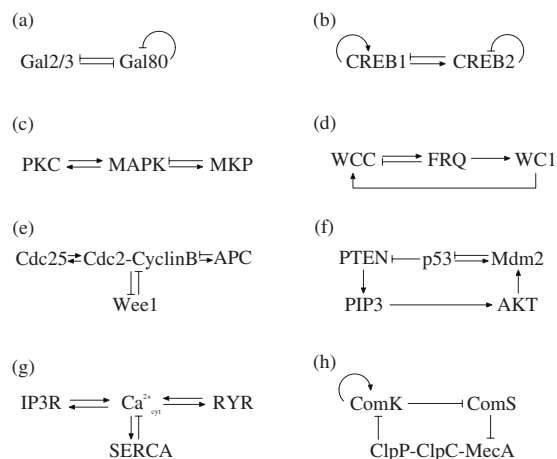 (a)
Gal2/3 Gal80
(b)
CREB1 CREB2
(c)
PKC MAPK MKP
(d)
WCC FRQ WC1
(e)
Cdc25 Cdc2-CyclinB APC
Wee1
(f)
PTEN p53 Mdm2
PIP3 AKT
(g)
IP3R Ca²⁺cyt RYR
SERCA
(h)
ComK ComS
ClpP-ClpC-MecA